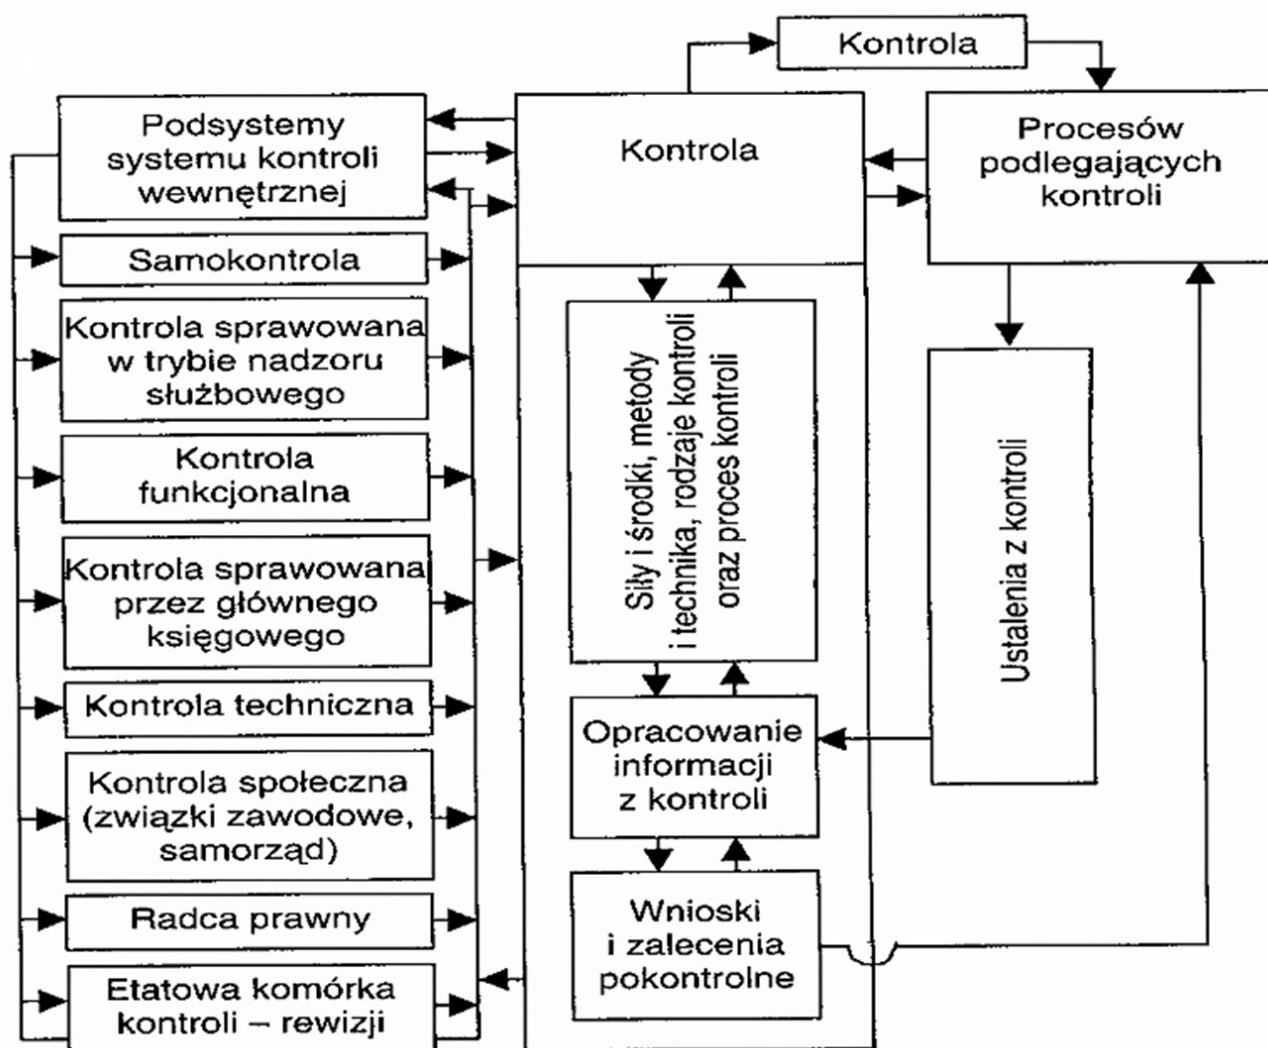 Kontrola
Podsystemy
systemu kontroli
wewnętrznej
Samokontrola
Kontrola sprawowana
w trybie nadzoru
służbowego
Kontrola
funkcjonalna
Kontrola sprawowana
przez głównego
księgowego
Kontrola techniczna
Kontrola społeczna
(związki zawodowe,
samorząd)
Radca prawny
Etatowa komórka
kontroli – rewizji
Kontrola
Siły i środki, metody
i technika, rodzaje kontroli
oraz proces kontroli
Opracowanie
informacji
z kontroli
Wnioski
i zalecenia
pokontrolne
Procesów
podlegających
kontroli
Ustalenia z kontroli